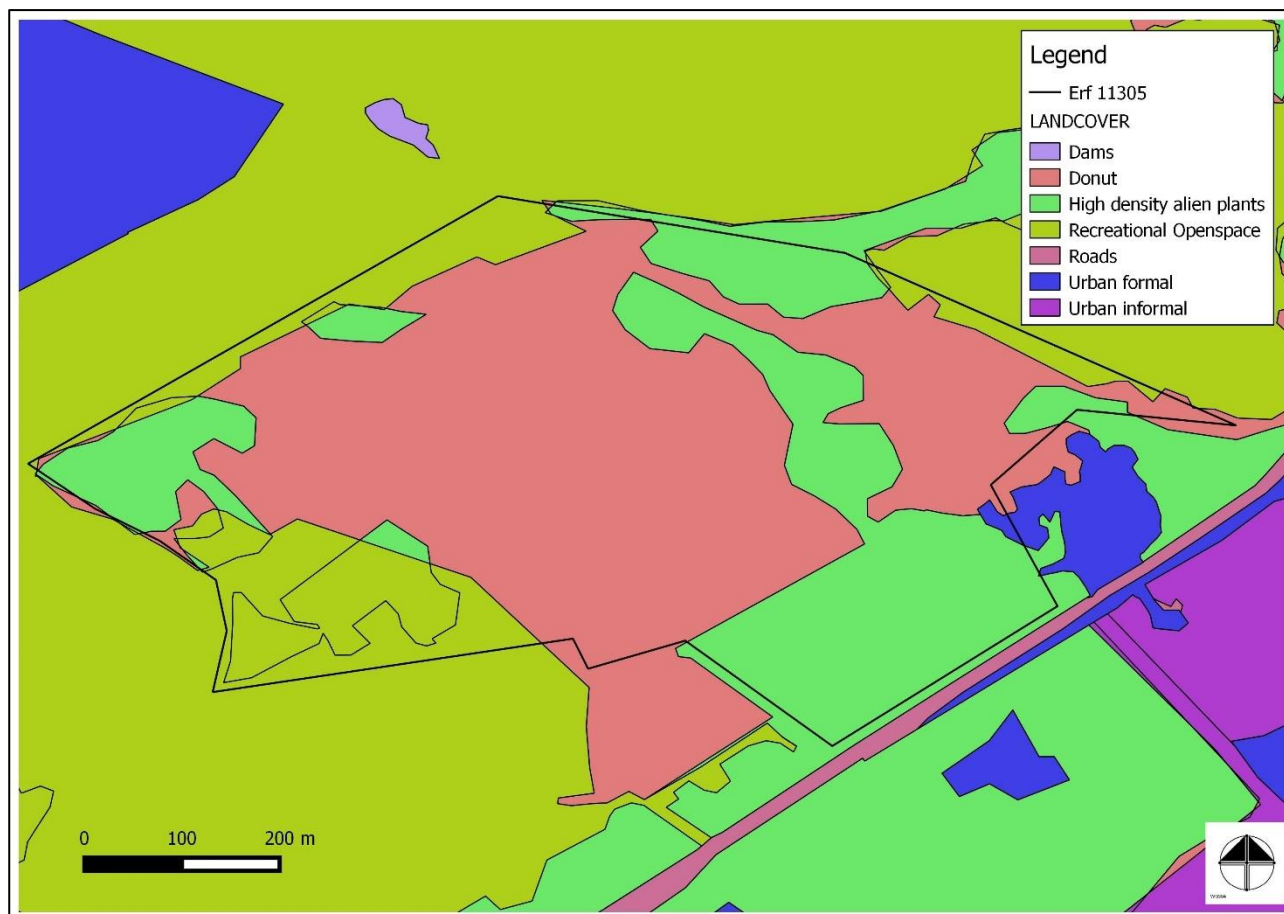 Legend
Erf 11305
LANDCOVER
Dams
Donut
High density alien plants
Recreational Openspace
Roads
Urban formal
Urban informal
0 100 200 m